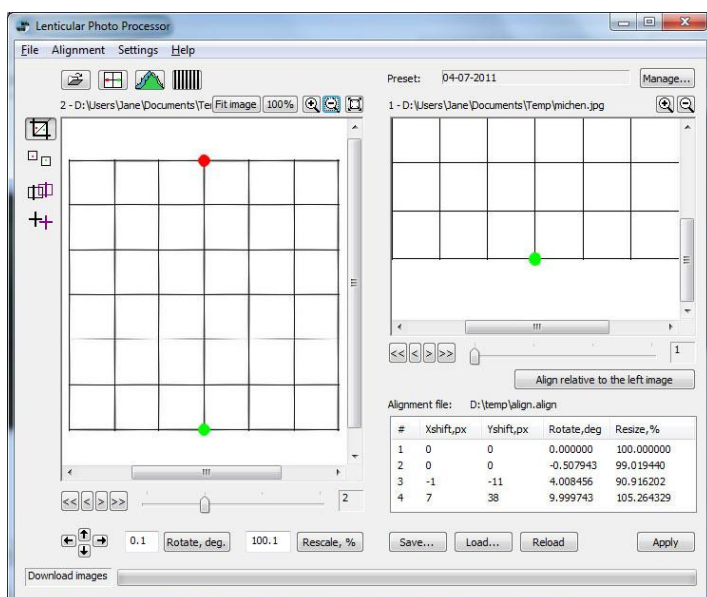 Lenticular Photo Processor
File Alignment Settings Help
Preset: 04-07-2011 Manage...
2 - D:\Users\Jane\Documents\Te Fit image 100%
1 - D:\Users\Jane\Documents\Temp\michen.jpg
<< < > >> 1
Align relative to the left image
Alignment file: D:\temp\align.align
# Xshift,px Yshift,px Rotate,deg Resize,%
1 0 0 0.000000 100.000000
2 0 0 -0.507943 99.019440
3 -1 -11 4.008456 90.916202
4 7 38 9.999743 105.264329
<< < > >> 2
0.1 Rotate, deg. 100.1 Rescale, % Save... Load... Reload Apply
Download images